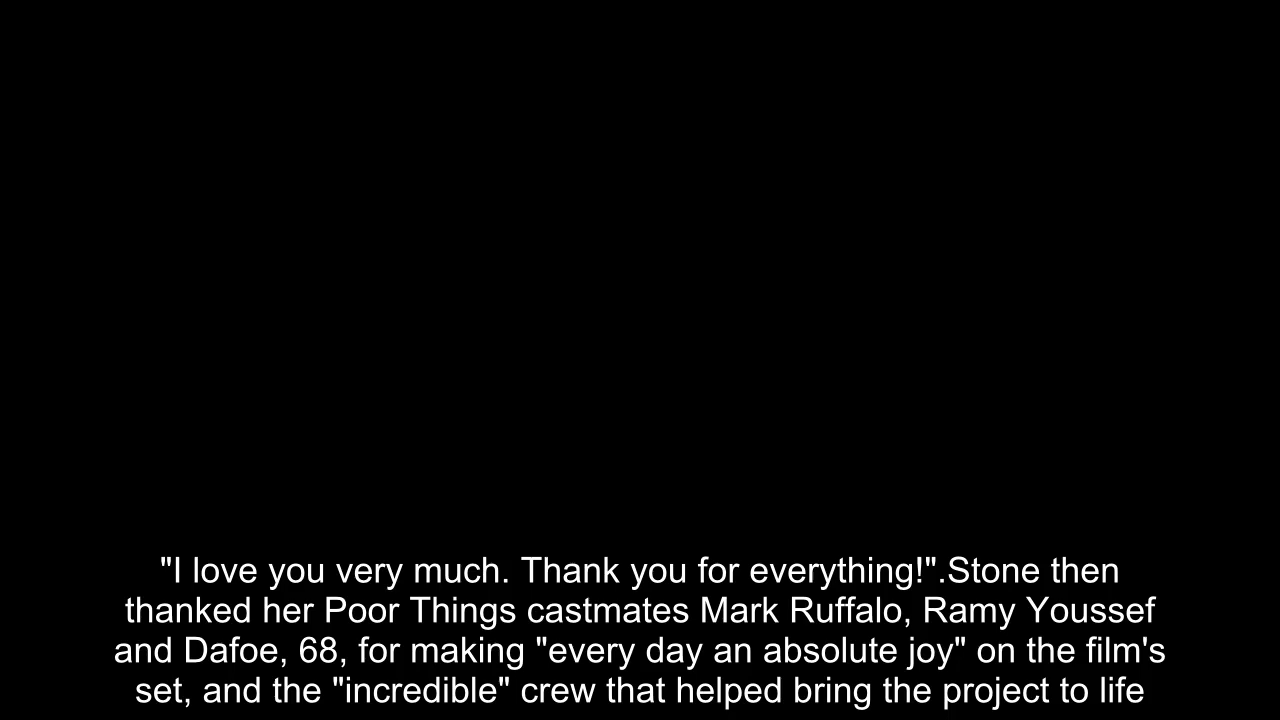 "I love you very much. Thank you for everything!".Stone then
thanked her Poor Things castmates Mark Ruffalo, Ramy Youssef
and Dafoe, 68, for making "every day an absolute joy" on the film's
set, and the "incredible" crew that helped bring the project to life